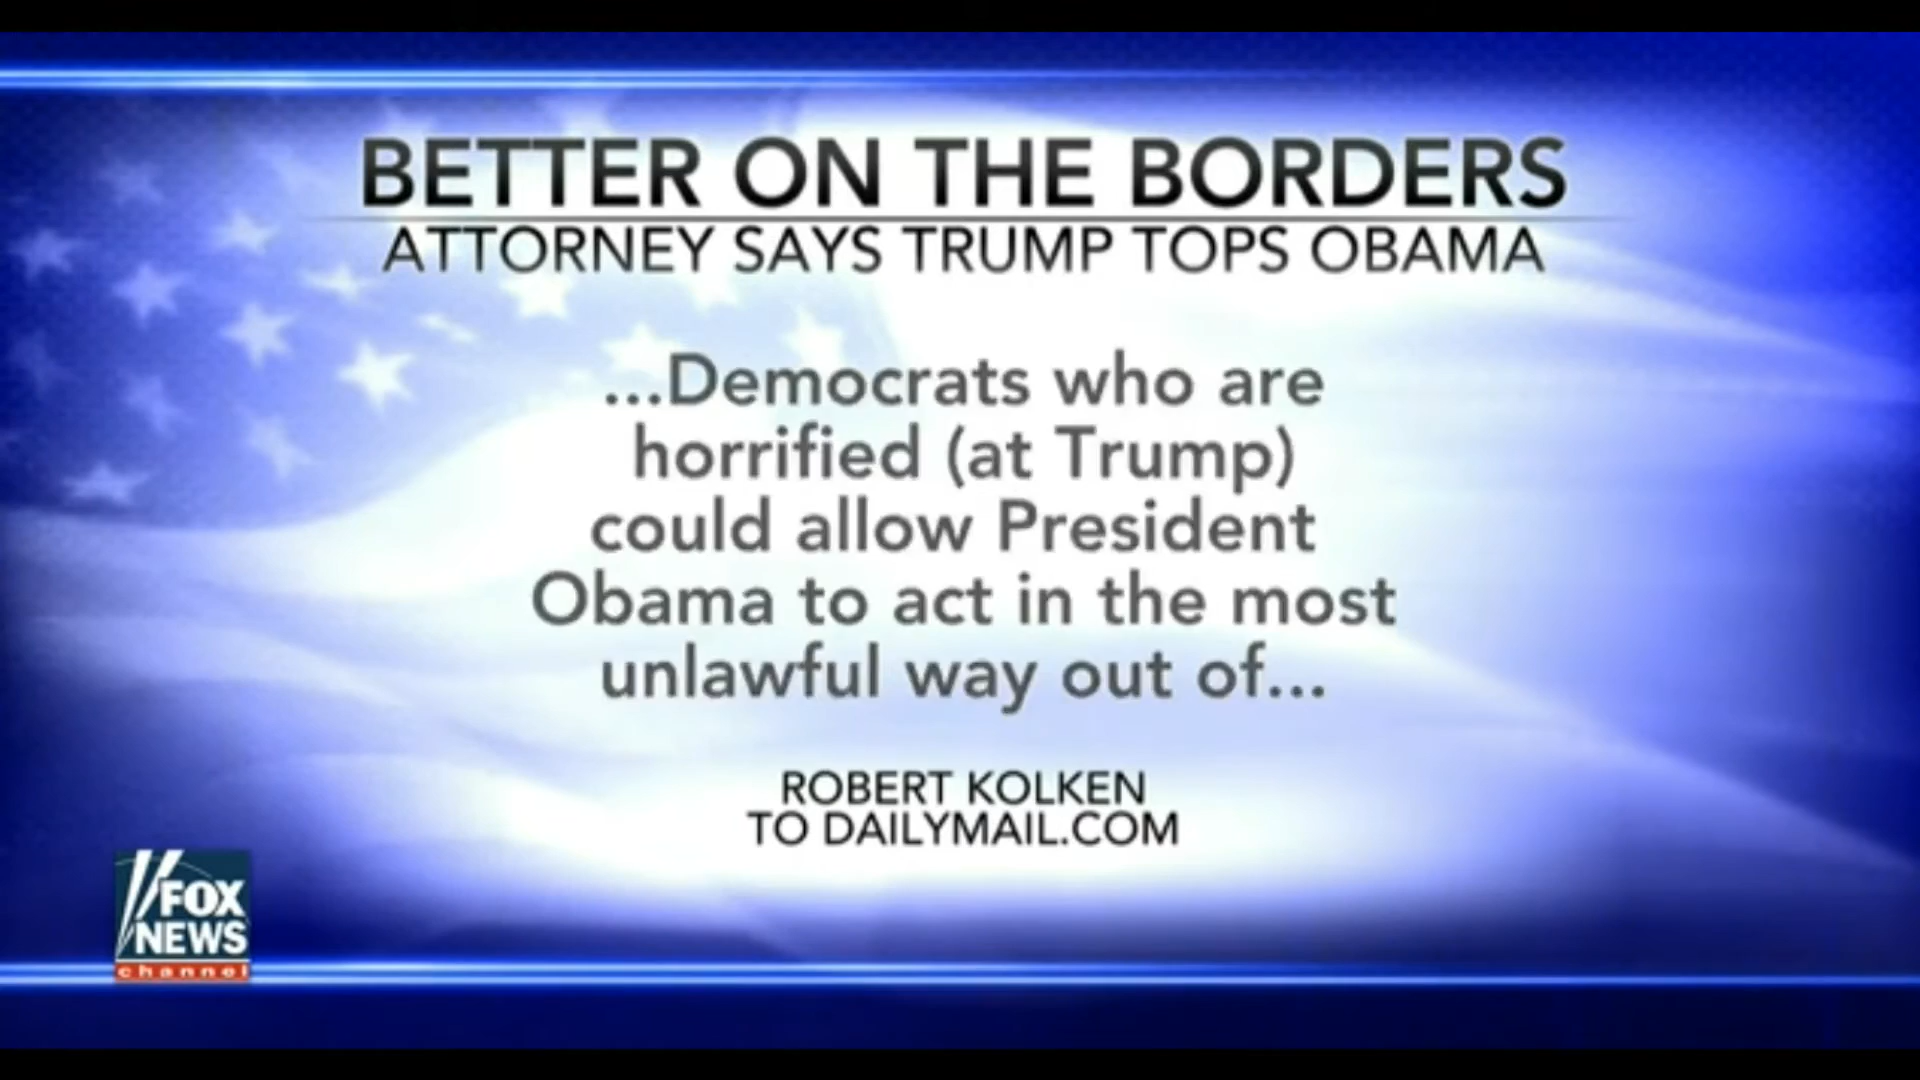 BETTER ON THE BORDERS
ATTORNEY SAYS TRUMP TOPS OBAMA
...Democrats who are
horrified (at Trump)
could allow President
Obama to act in the most
unlawful way out of...
ROBERT KOLKEN
TO DAILYMAIL.COM
FOX
NEWS
channel